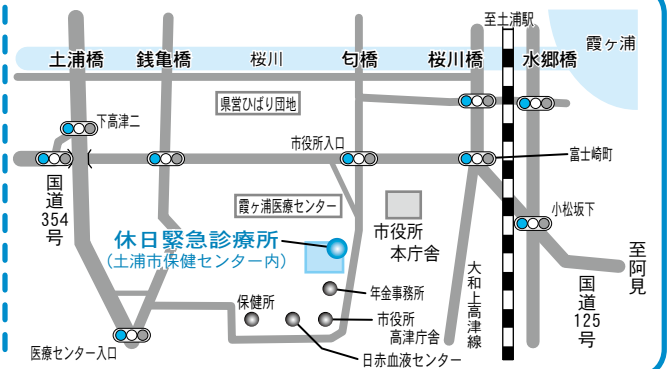 至土浦駅
霞ヶ浦
土浦橋
銭亀橋
桜川
匂橋
桜川橋
水郷橋
県営ひばり団地
下高津二
市役所入口
富士崎町
国道354号
霞ヶ浦医療センター
市役所
本庁舎
小松坂下
休日緊急診療所
(土浦市保健センター内)
大和上高津線
至阿見
国道125号
年金事務所
保健所
市役所
高津庁舎
日赤血液センター
医療センター入口